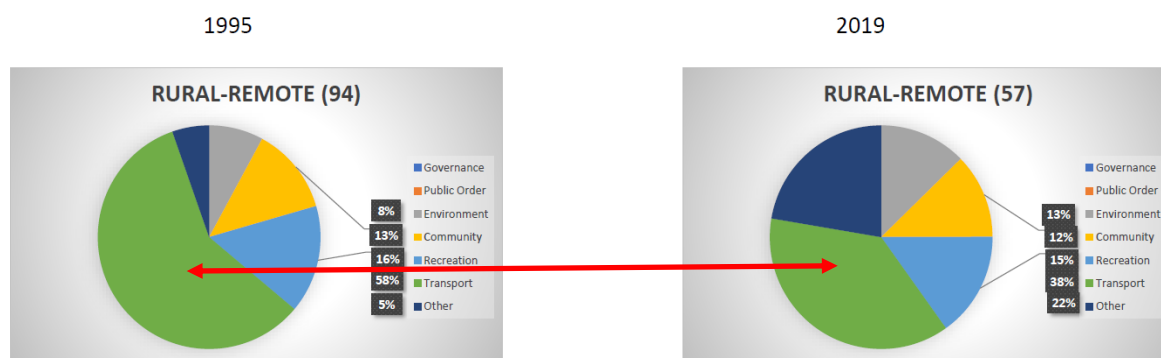 1995
2019
RURAL-REMOTE (94)
Governance
Public Order
8% Environment
13% Community
16% Recreation
58% Transport
5% Other
RURAL-REMOTE (57)
Governance
Public Order
13% Environment
12% Community
15% Recreation
38% Transport
22% Other